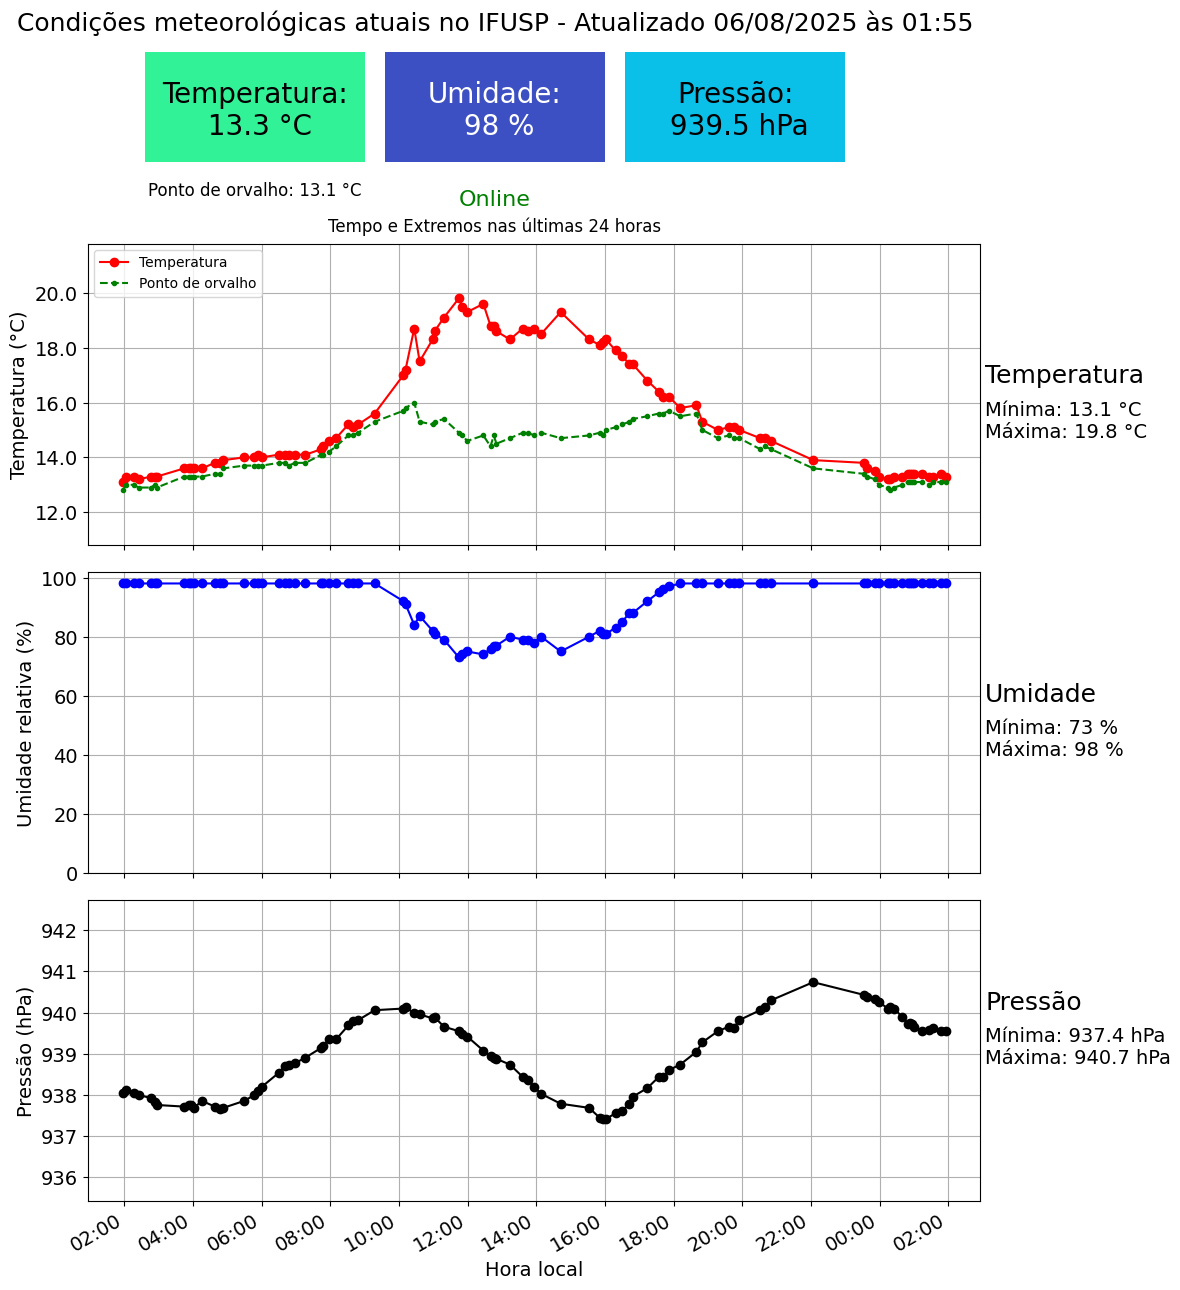 Condições meteorológicas atuais no IFUSP - Atualizado 06/08/2025 às 01:55
Temperatura:
13.3 °C
Umidade:
98 %
Pressão:
939.5 hPa
Ponto de orvalho: 13.1 °C
Online
Tempo e Extremos nas últimas 24 horas
Temperatura
Ponto de orvalho
Temperatura (°C)
20.0
18.0
16.0
14.0
12.0
Temperatura
Mínima: 13.1 °C
Máxima: 19.8 °C
Umidade relativa (%)
100
80
60
40
20
0
Umidade
Mínima: 73 %
Máxima: 98 %
Pressão (hPa)
942
941
940
939
938
937
936
Pressão
Mínima: 937.4 hPa
Máxima: 940.7 hPa
02:00 04:00 06:00 08:00 10:00 12:00 14:00 16:00 18:00 20:00 22:00 00:00 02:00
Hora local